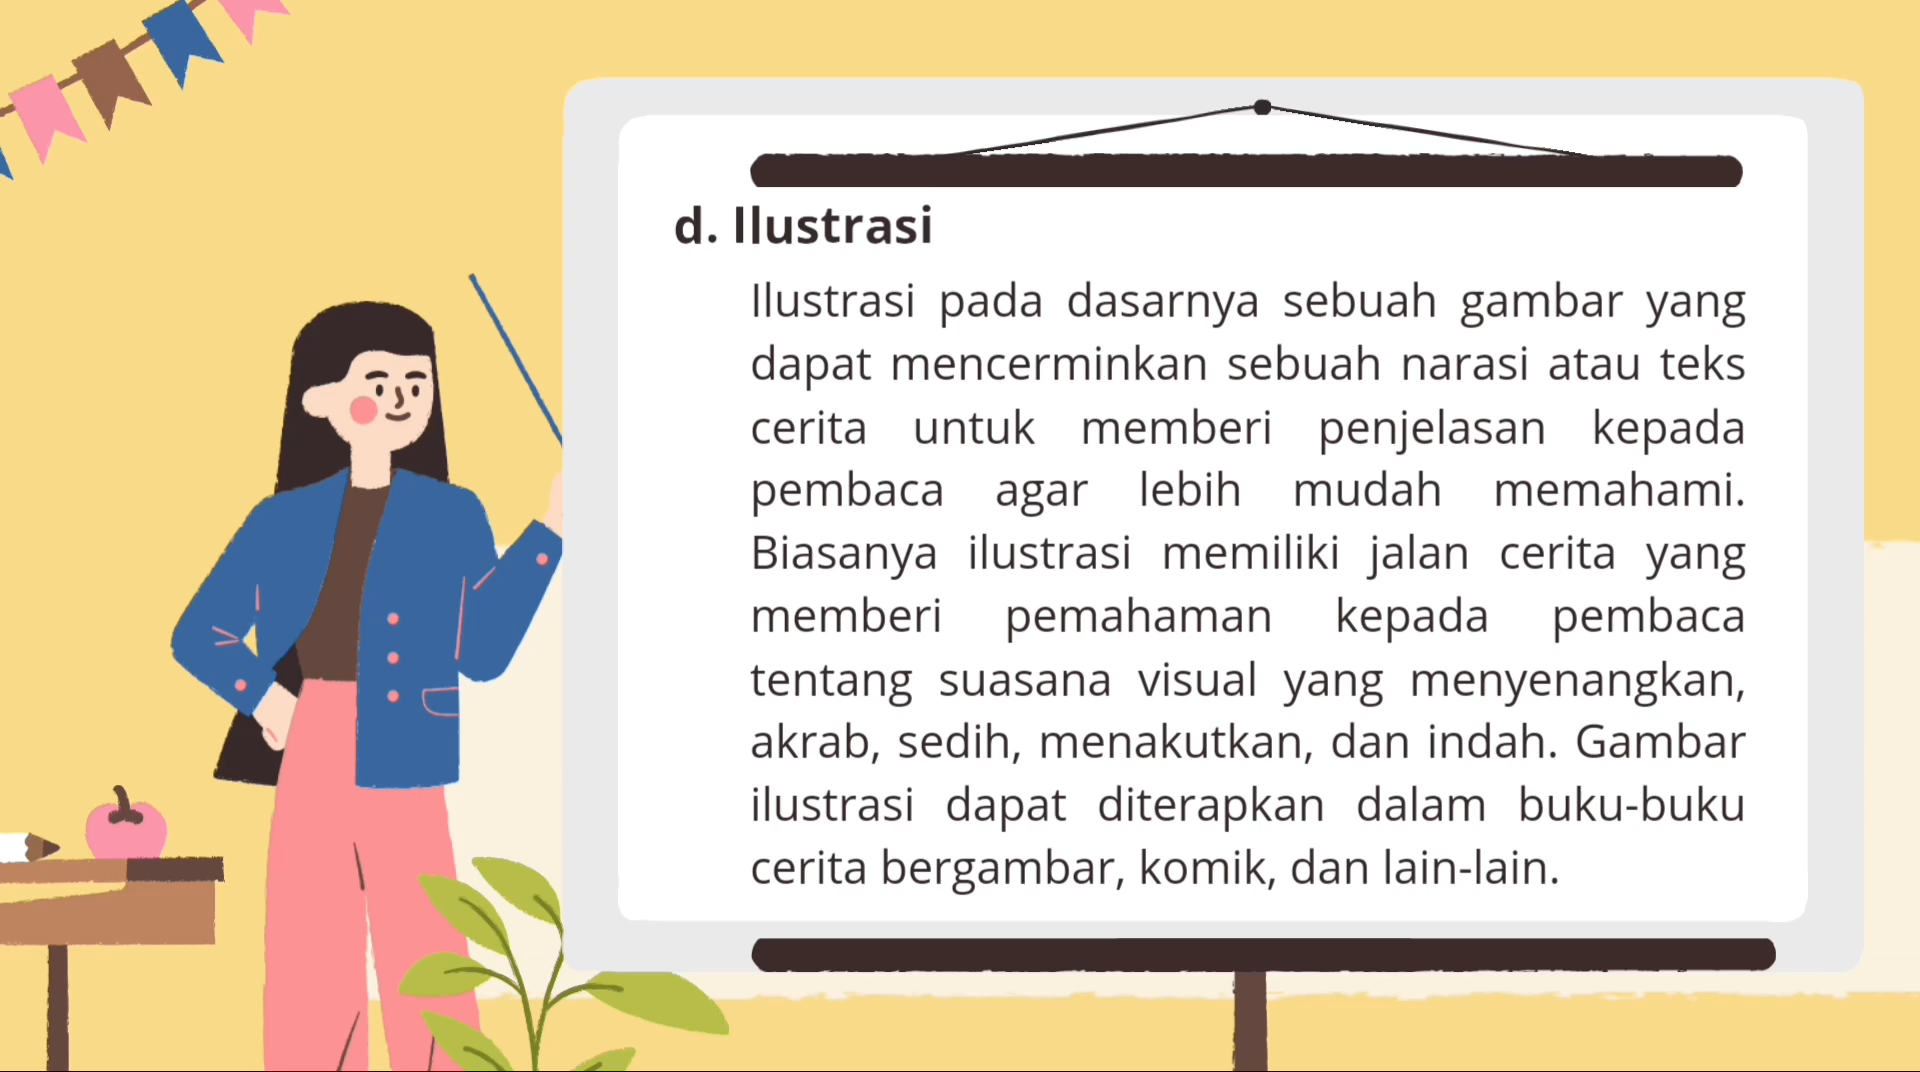 d. Ilustrasi
Ilustrasi pada dasarnya sebuah gambar yang
dapat mencerminkan sebuah narasi atau teks
cerita untuk memberi penjelasan kepada
pembaca agar lebih mudah memahami.
Biasanya ilustrasi memiliki jalan cerita yang
memberi pemahaman kepada pembaca
tentang suasana visual yang menyenangkan,
akrab, sedih, menakutkan, dan indah. Gambar
ilustrasi dapat diterapkan dalam buku-buku
cerita bergambar, komik, dan lain-lain.